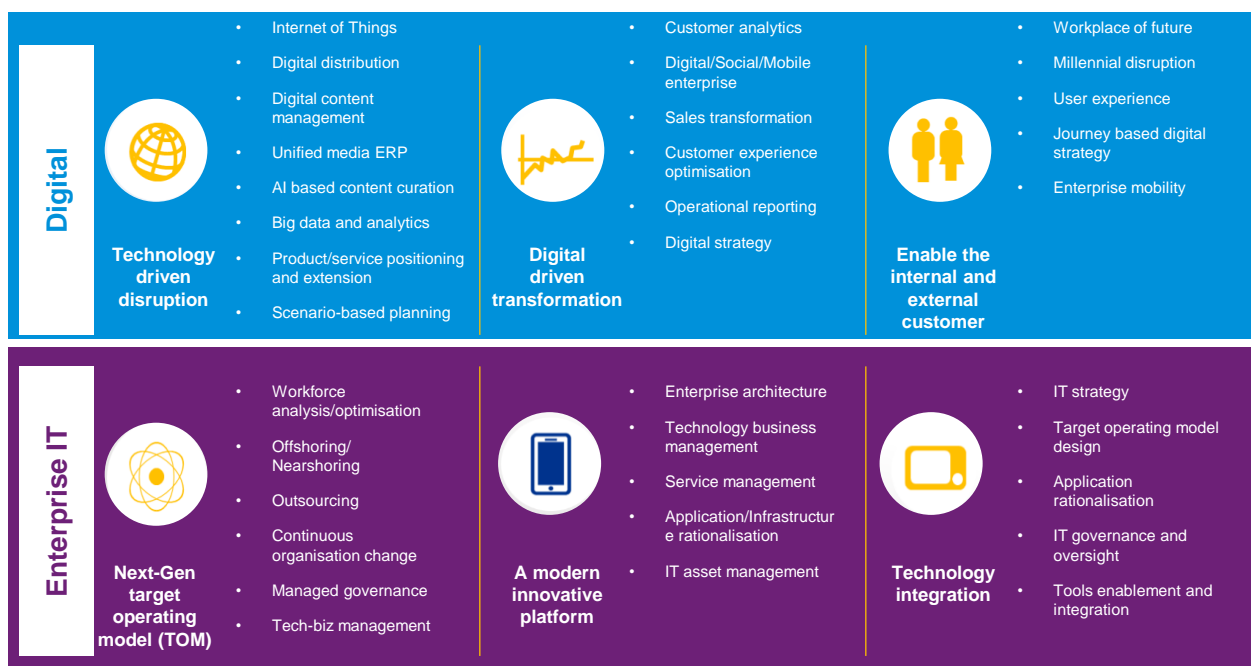 Digital
Technology
driven
disruption
• Internet of Things
• Digital distribution
• Digital content
management
• Unified media ERP
• AI based content curation
• Big data and analytics
• Product/service positioning
and extension
• Scenario-based planning
Digital
driven
transformation
• Customer analytics
• Digital/Social/Mobile
enterprise
• Sales transformation
• Customer experience
optimisation
• Operational reporting
• Digital strategy
Enable the
internal and
external
customer
• Workplace of future
• Millennial disruption
• User experience
• Journey based digital
strategy
• Enterprise mobility
Enterprise IT
Next-Gen
target
operating
model (TOM)
• Workforce
analysis/optimisation
• Offshoring/
Nearshoring
• Outsourcing
• Continuous
organisation change
• Managed governance
• Tech-biz management
A modern
innovative
platform
• Enterprise architecture
• Technology business
management
• Service management
• Application/Infrastructur
e rationalisation
• IT asset management
Technology
integration
• IT strategy
• Target operating model
design
• Application
rationalisation
• IT governance and
oversight
• Tools enablement and
integration